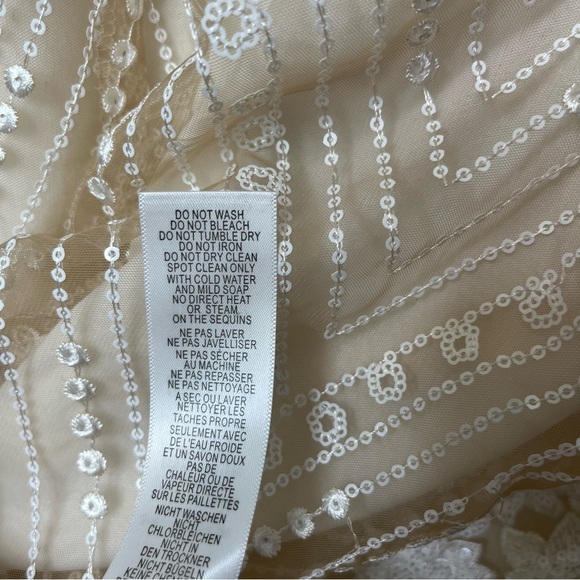 DO NOT WASH
DO NOT BLEACH
DO NOT TUMBLE DRY
DO NOT IRON
DO NOT DRY CLEAN
SPOT CLEAN ONLY
WITH COLD WATER
AND MILD SOAP
NO DIRECT HEAT
OR STEAM
ON THE SEQUINS
NE PAS LAVER
NE PAS JAVELLISER
NE PAS SÉCHER
AU MACHINE
NE PAS REPASSER
NE PAS NETTOYAGE
A SEC OU LAVER
NETTOYER LES
TACHES PROPRE
SEULEMENT AVEC
DE L'EAU FROIDE
ET UN SAVON DOUX
PAS DE
CHALEUR OU DE
VAPEUR DIRECTE
SUR LES PAILLETTES
NICHT WASCHEN
NICHT
CHLORBLEICHEN
NICHT IN
DEN TROCKNER
NICHT BÜGELN
KEINE